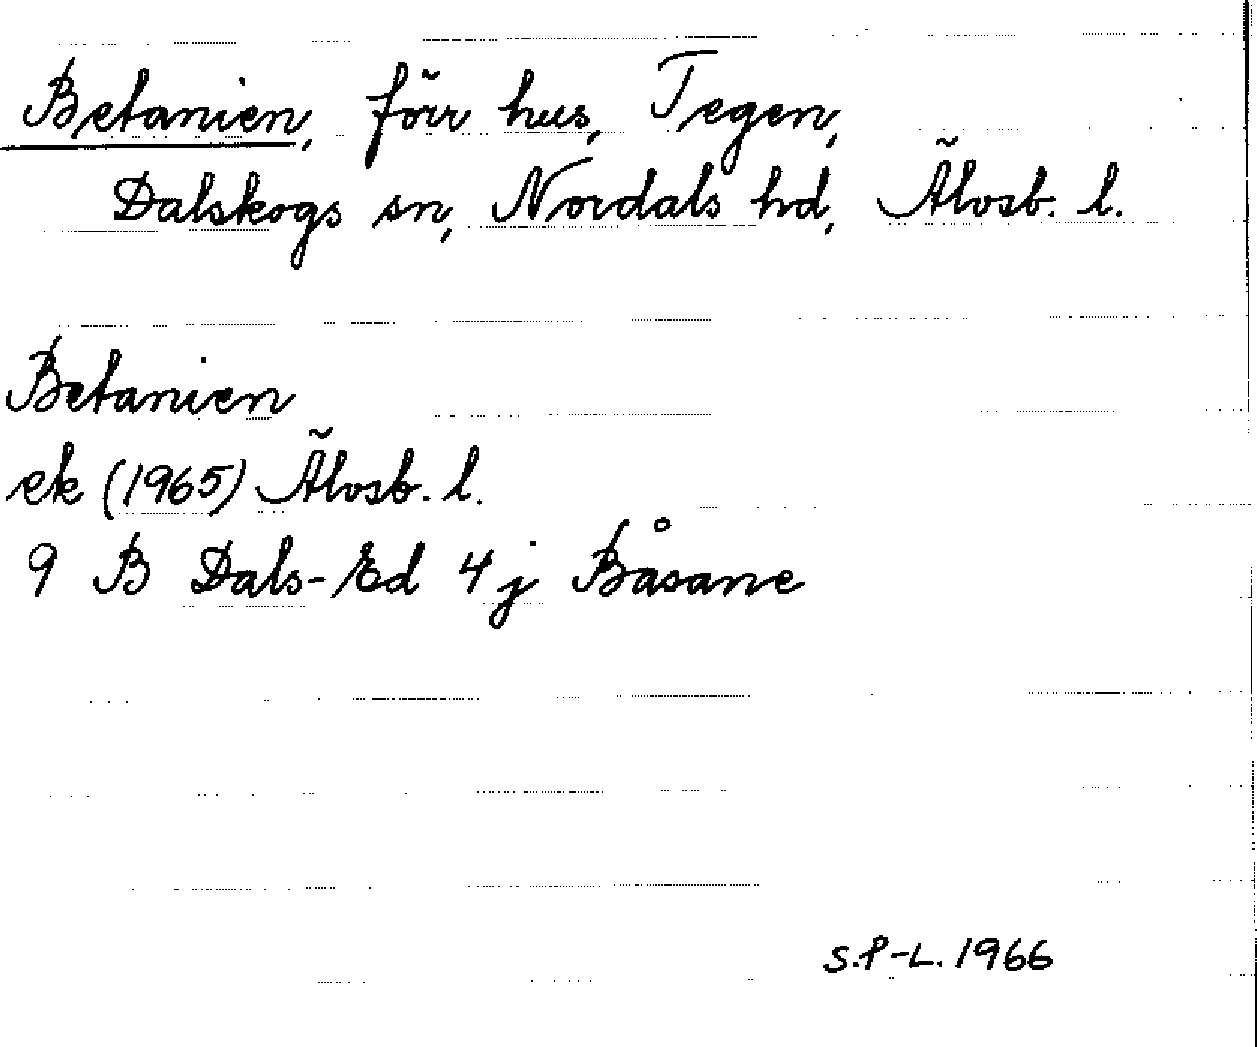 Betanien, förr hus, Tegen,
Dalskogs sn, Nordals hd, Älvsb. l.
Betanien
ek (1965) Älvsb. l.
9 B Dals-Ed 4 j Båsane
S.P-L. 1966